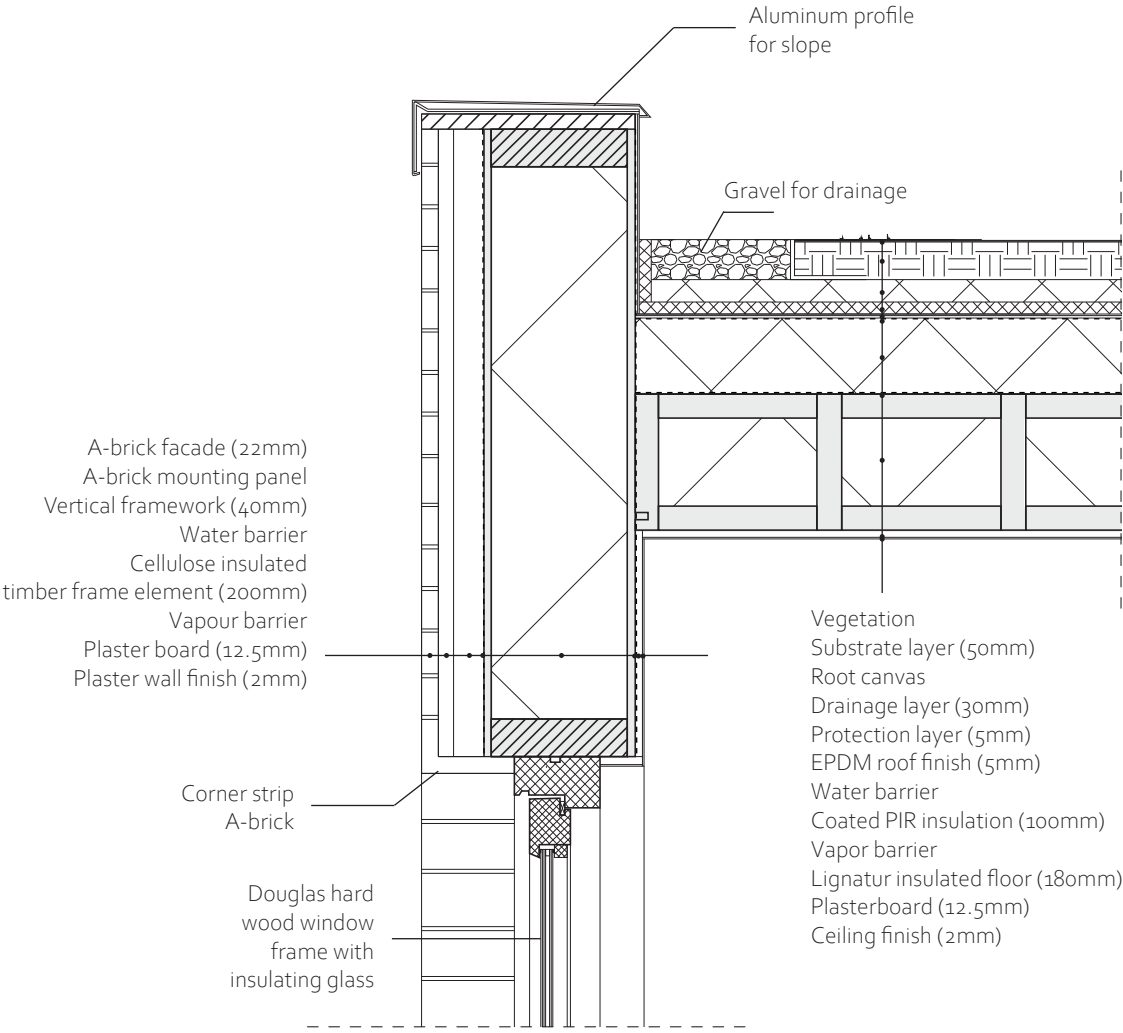 Aluminum profile
for slope
Gravel for drainage
A-brick facade (22mm)
A-brick mounting panel
Vertical framework (40mm)
Water barrier
Cellulose insulated
timber frame element (200mm)
Vapour barrier
Plaster board (12.5mm)
Plaster wall finish (2mm)
Corner strip
A-brick
Douglas hard
wood window
frame with
insulating glass
Vegetation
Substrate layer (50mm)
Root canvas
Drainage layer (30mm)
Protection layer (5mm)
EPDM roof finish (5mm)
Water barrier
Coated PIR insulation (100mm)
Vapor barrier
Lignatur insulated floor (180mm)
Plasterboard (12.5mm)
Ceiling finish (2mm)